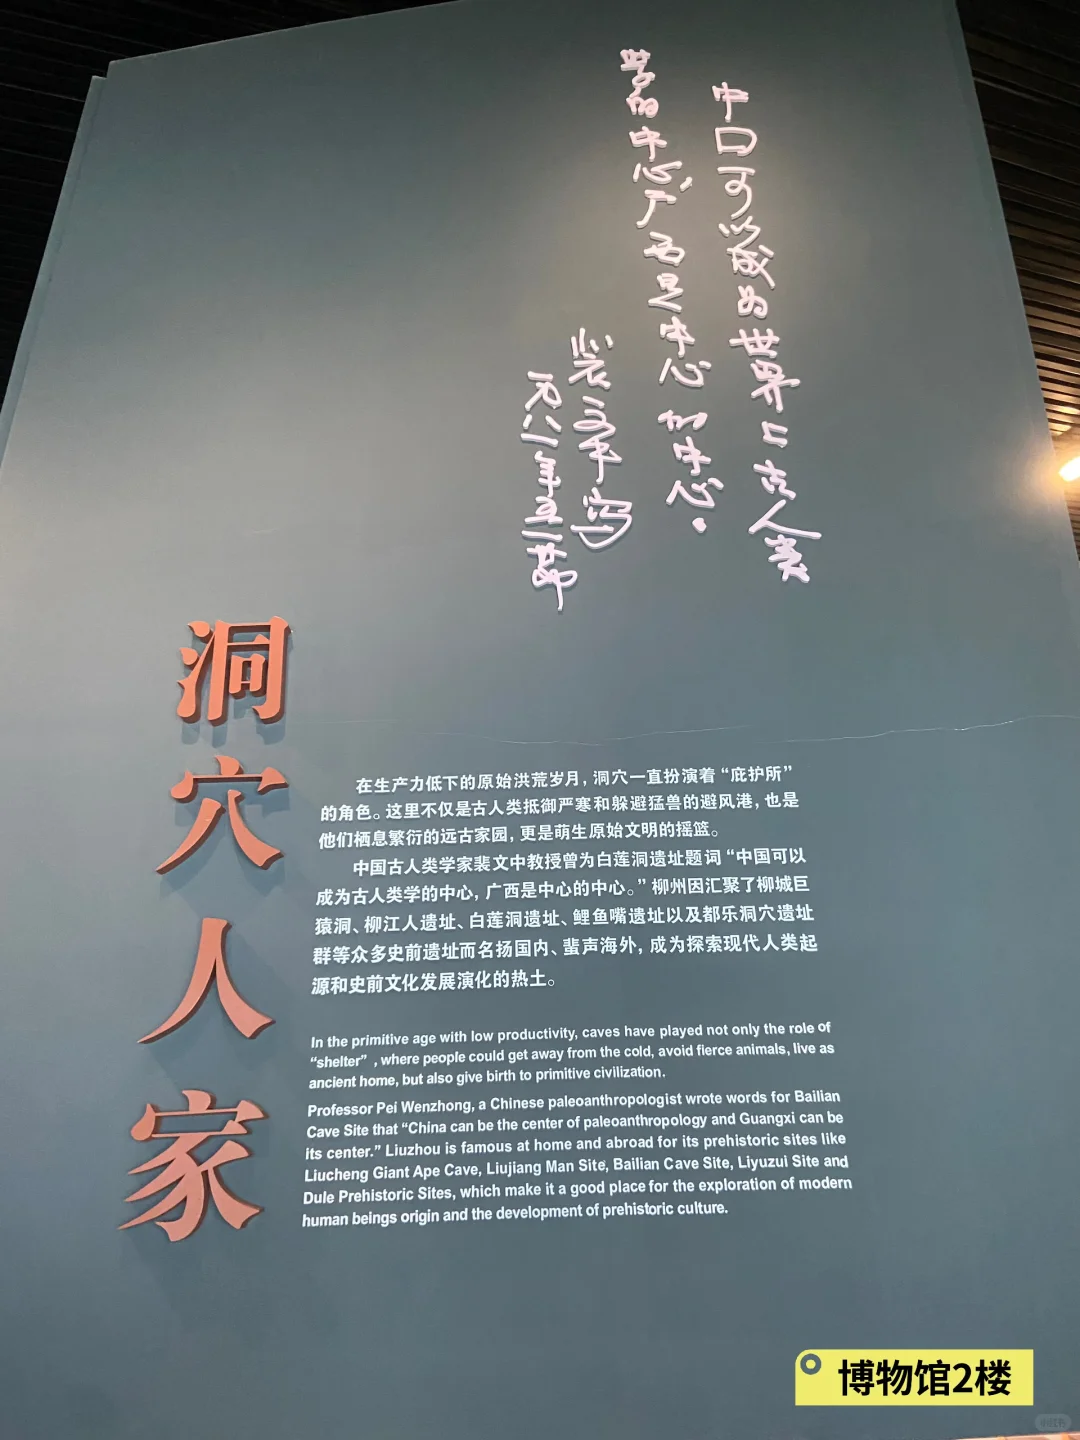 中国可以成为世界上古人类
学的中心，广西是中心的中心。
裴文中写
年五一节
洞穴人家
在生产力低下的原始洪荒岁月，洞穴一直扮演着“庇护所”
的角色。这里不仅是古人类抵御严寒和躲避猛兽的避风港，也是
他们栖息繁衍的远古家园，更是萌生原始文明的摇篮。
中国古人类学家裴文中教授曾为白莲洞遗址题词“中国可以
成为古人类学的中心，广西是中心的中心。”柳州因汇聚了柳城巨
猿洞、柳江人遗址、白莲洞遗址、鲤鱼嘴遗址以及都乐洞穴遗址
群等众多史前遗址而名扬国内、蜚声海外，成为探索现代人类起
源和史前文化发展演化的热土。
In the primitive age with low productivity, caves have played not only the role of
“shelter”, where people could get away from the cold, avoid fierce animals, live as
ancient home, but also give birth to primitive civilization.
Professor Pei Wenzhong, a Chinese paleoanthropologist wrote words for Bailian
Cave Site that “China can be the center of paleoanthropology and Guangxi can be
its center.” Liuzhou is famous at home and abroad for its prehistoric sites like
Liucheng Giant Ape Cave, Liujiang Man Site, Bailian Cave Site, Liyuzui Site and
Dule Prehistoric Sites, which make it a good place for the exploration of modern
human beings origin and the development of prehistoric culture.
博物馆2楼